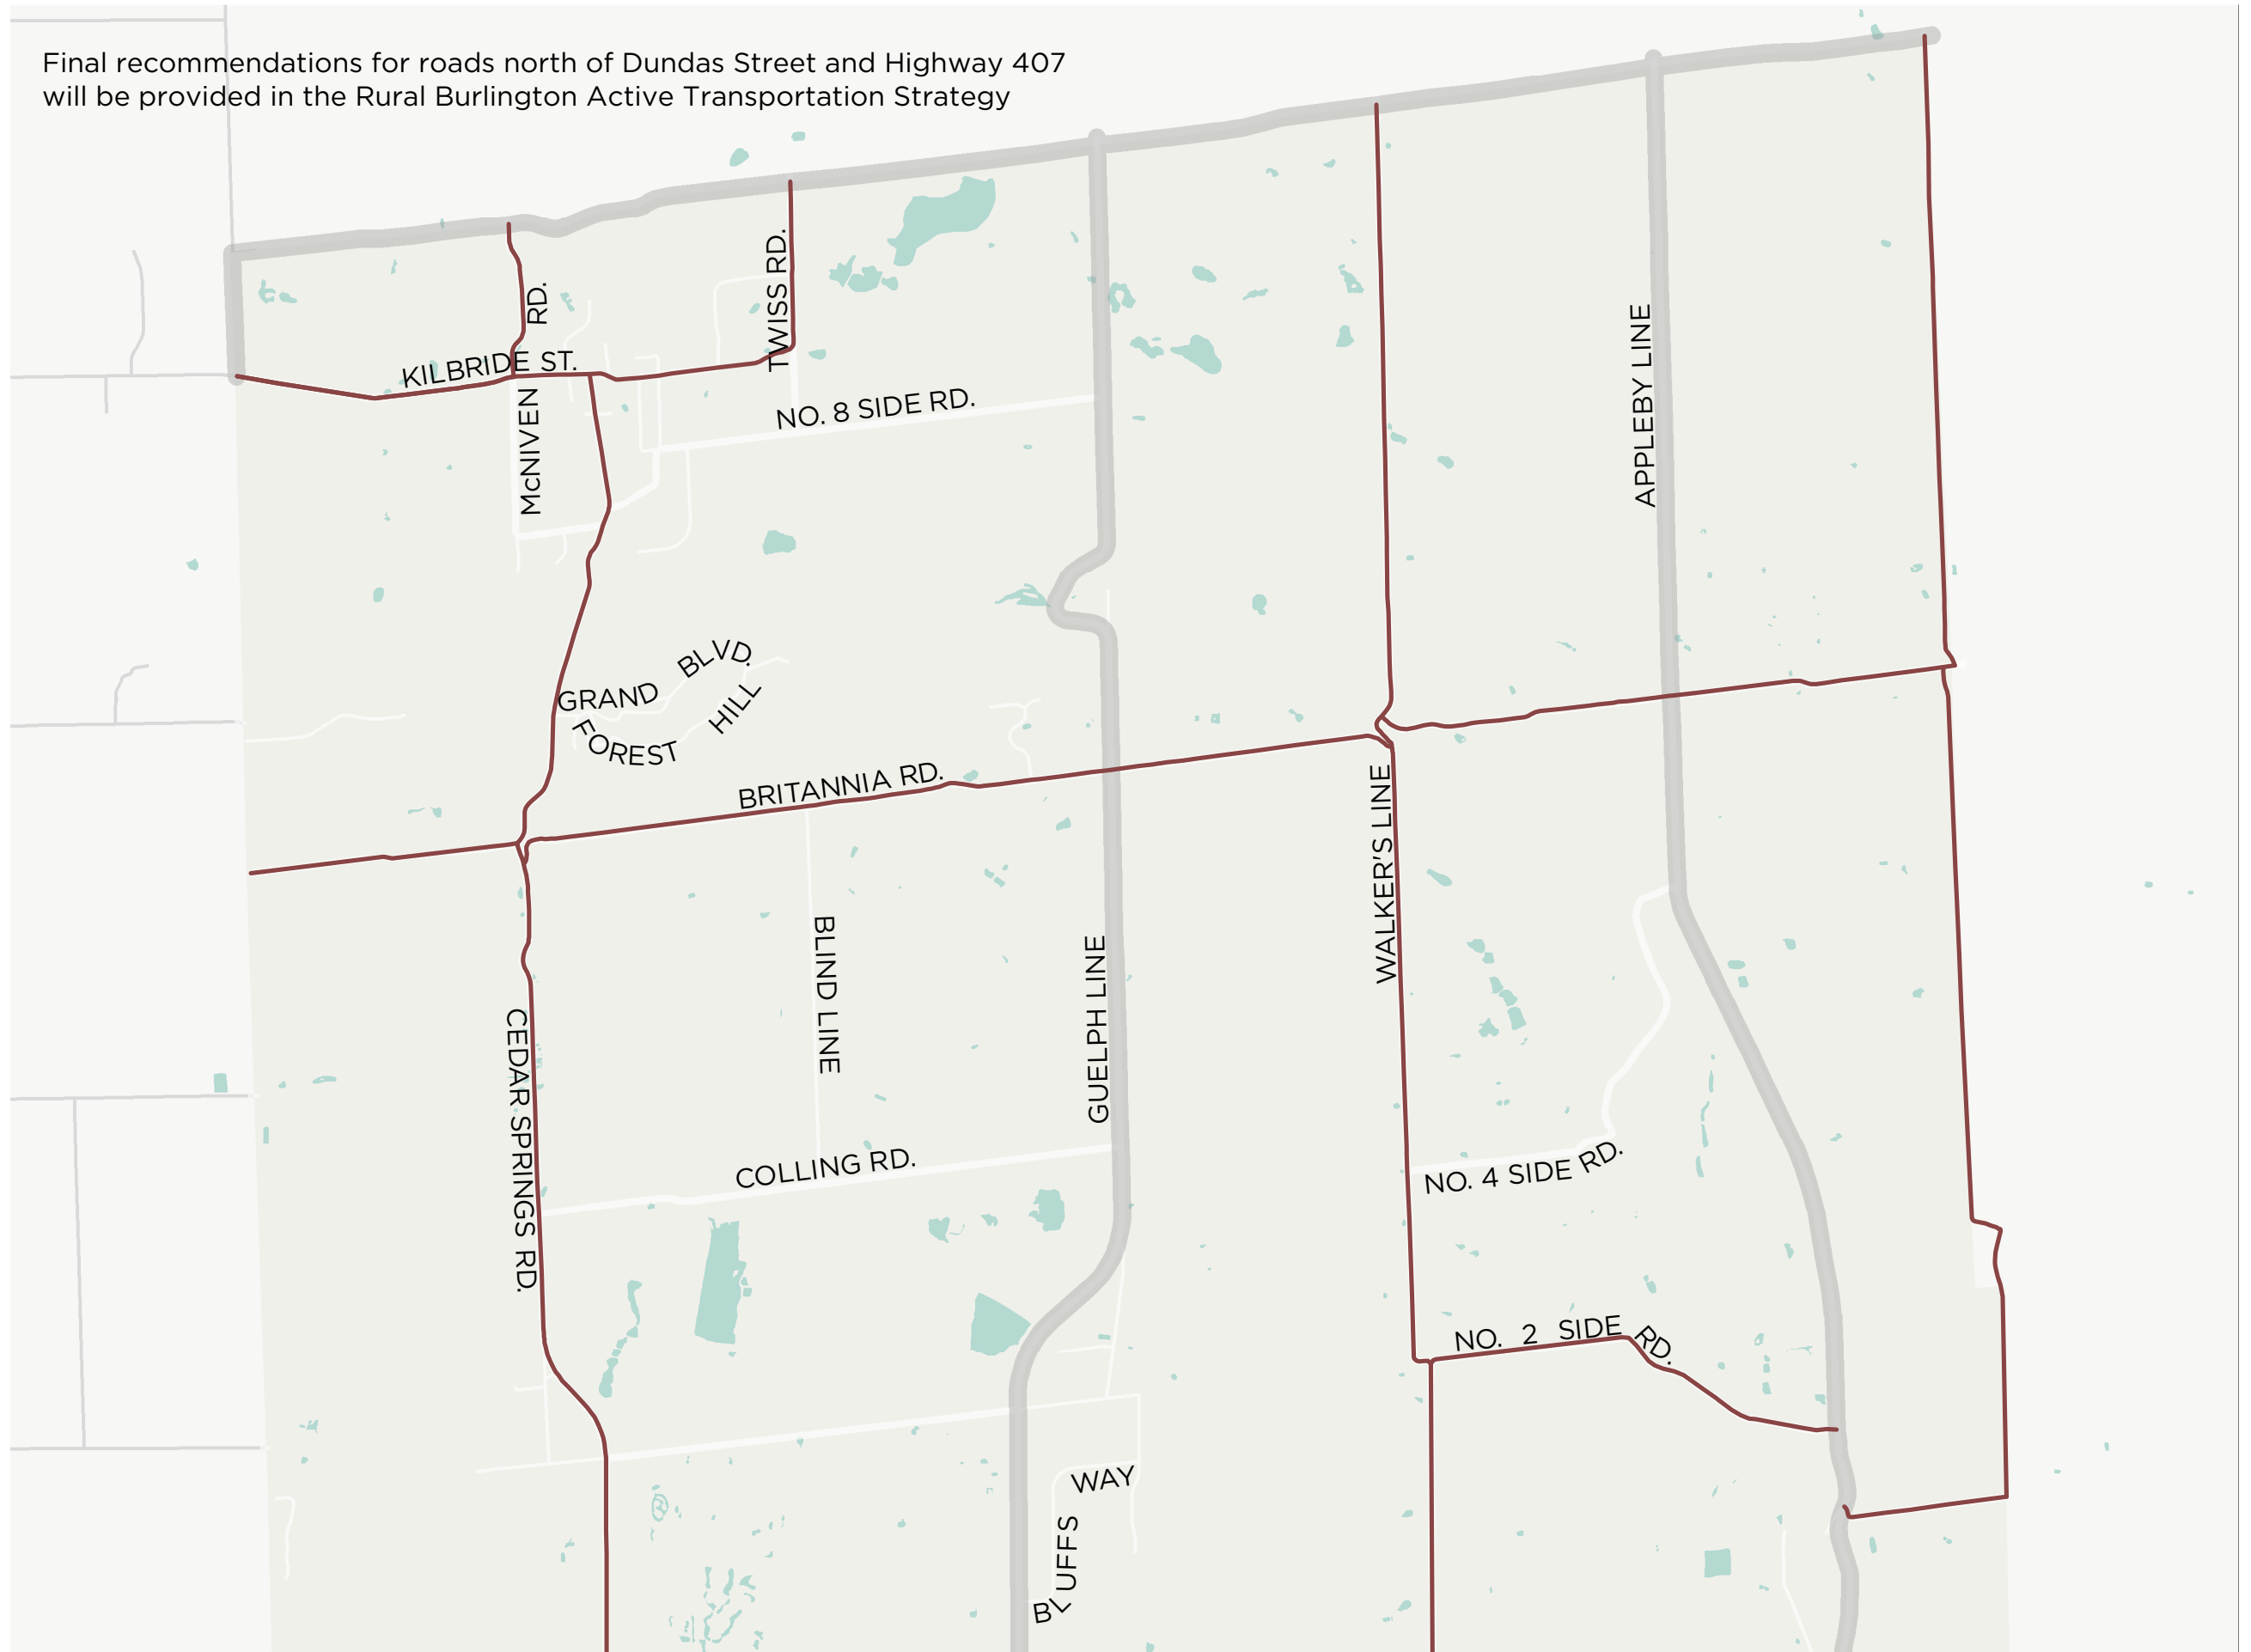 Final recommendations for roads north of Dundas Street and Highway 407
will be provided in the Rural Burlington Active Transportation Strategy
TWISS RD.
McNIVEN RD.
KILBRIDE ST.
NO. 8 SIDE RD.
APPLEBY LINE
GRAND BLVD.
FOREST HILL
BRITANNIA RD.
WALKER'S LINE
BLIND LINE
GUELPH LINE
CEDAR SPRINGS RD.
COLLING RD.
NO. 4 SIDE RD.
NO. 2 SIDE RD.
BLUFFS WAY